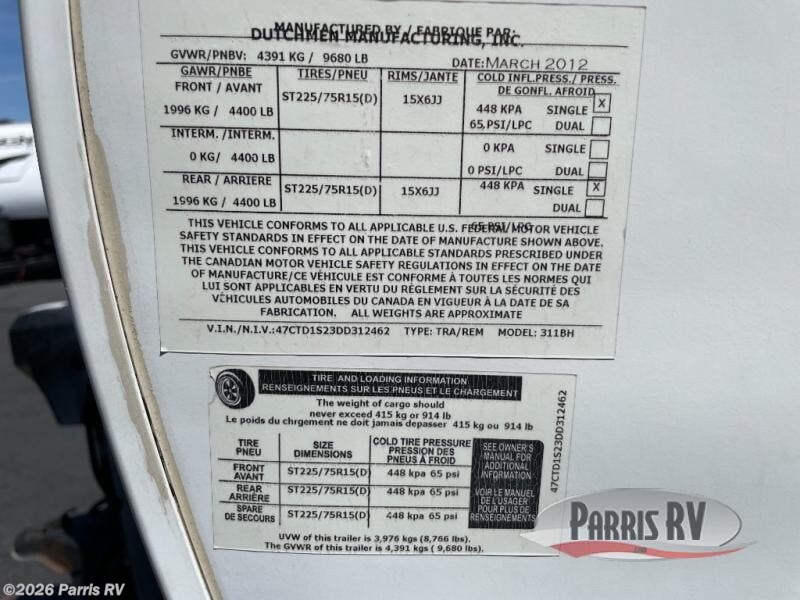 MANUFACTURED BY / FABRIQUE PAR:
DUTCHMEN MANUFACTURING, INC.
GVWR/PNBV: 4391 KG / 9680 LB DATE: MARCH 2012
GAWR/PNBE TIRES/PNEU RIMS/JANTE COLD INFL.PRESS./ PRESS. DE GONFL. AFROID
FRONT / AVANT
1996 KG / 4400 LB ST225/75R15(D) 15X6JJ 448 KPA SINGLE X
65 PSI/LPC DUAL
INTERM. /INTERM.
0 KG/ 4400 LB 0 KPA SINGLE
0 PSI/LPC DUAL
REAR / ARRIERE
1996 KG / 4400 LB ST225/75R15(D) 15X6JJ 448 KPA SINGLE X
65 PSI/LPC DUAL
THIS VEHICLE CONFORMS TO ALL APPLICABLE U.S. FEDERAL MOTOR VEHICLE
SAFETY STANDARDS IN EFFECT ON THE DATE OF MANUFACTURE SHOWN ABOVE.
THIS VEHICLE CONFORMS TO ALL APPLICABLE STANDARDS PRESCRIBED UNDER
THE CANADIAN MOTOR VEHICLE SAFETY REGULATIONS IN EFFECT ON THE DATE
OF MANUFACTURE/CE VÉHICULE EST CONFORME À TOUTES LES NORMES QUI
LUI SONT APPLICABLES EN VERTU DU RÉGLEMENT SUR LA SÉCURITÉ DES
VÉHICULES AUTOMOBILES DU CANADA EN VIGUEUR À LA DATE DE SA
FABRICATION. ALL WEIGHTS ARE APPROXIMATE
V.I.N./N.I.V.:47CTD1S23DD312462 TYPE: TRA/REM MODEL: 311BH
TIRE AND LOADING INFORMATION
RENSEIGNEMENTS SUR LES PNEUS ET LE CHARGEMENT
The weight of cargo should
never exceed 415 kg or 914 lb
Le poids du chrgement ne doit jamais depasser 415 kg ou 914 lb
TIRE PNEU SIZE DIMENSIONS COLD TIRE PRESSURE PRESSION DES PNEUS À FROID
FRONT AVANT ST225/75R15(D) 448 kpa 65 psi
REAR ARRIÈRE ST225/75R15(D) 448 kpa 65 psi
SPARE DE SECOURS ST225/75R15(D) 448 kpa 65 psi
SEE OWNER'S
MANUAL FOR
ADDITIONAL
INFORMATION
VOIR LE MANUEL
DE L'USAGER
POUR PLUS DE
RENSEIGNEMENTS
47CTD1S23DD312462
UVW of this trailer is 3,976 kg (8,766 lbs.)
The GVWR of this trailer is 4,391 kg ( 9,680 lbs).
PARRIS RV
©2026 Parris RV